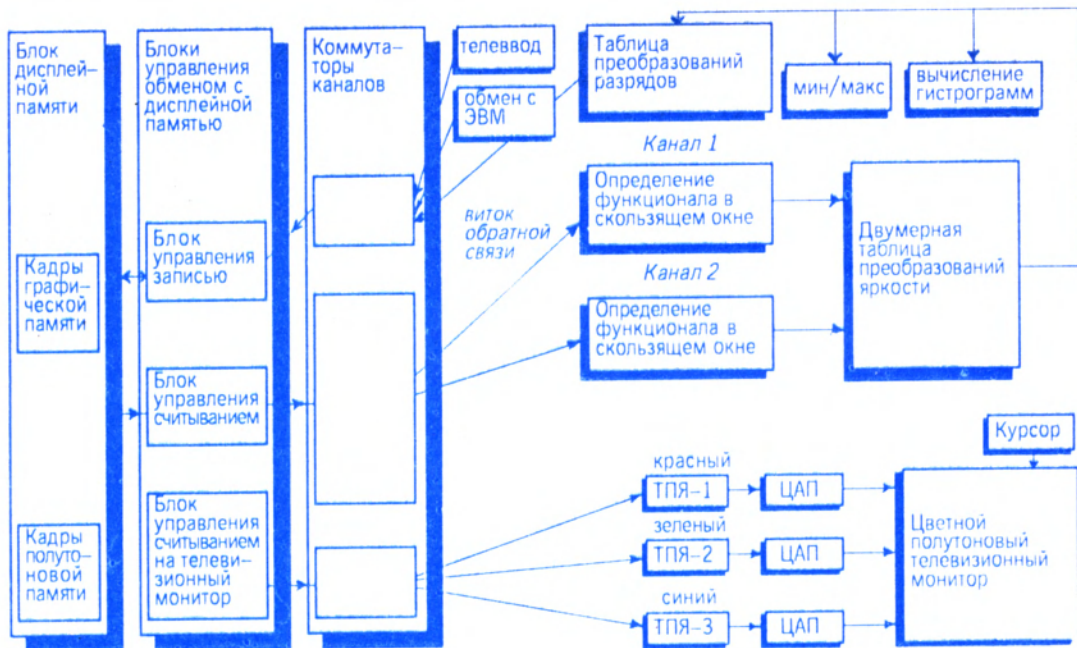 Блок
дисплей-
ной
памяти
Кадры
графи-
ческой
памяти
Кадры
полуто-
новой
памяти
Блоки
управления
обменом с
дисплейной
памятью
Блок
управления
записью
Блок
управления
считыванием
Блок
управления
считыванием
на телеви-
зионный
монитор
Коммута-
торы
каналов
телеввод
обмен с
ЭВМ
виток
обратной
связи
Таблица
преобразований
разрядов
мин/макс
вычисление
гистрограмм
Канал 1
Определение
функционала в
скользящем окне
Канал 2
Определение
функционала в
скользящем окне
Двумерная
таблица
преобразований
яркости
Курсор
красный
ТПЯ-1
ЦАП
зеленый
ТПЯ-2
ЦАП
синий
ТПЯ-3
ЦАП
Цветной
полутоновый
телевизионный
монитор